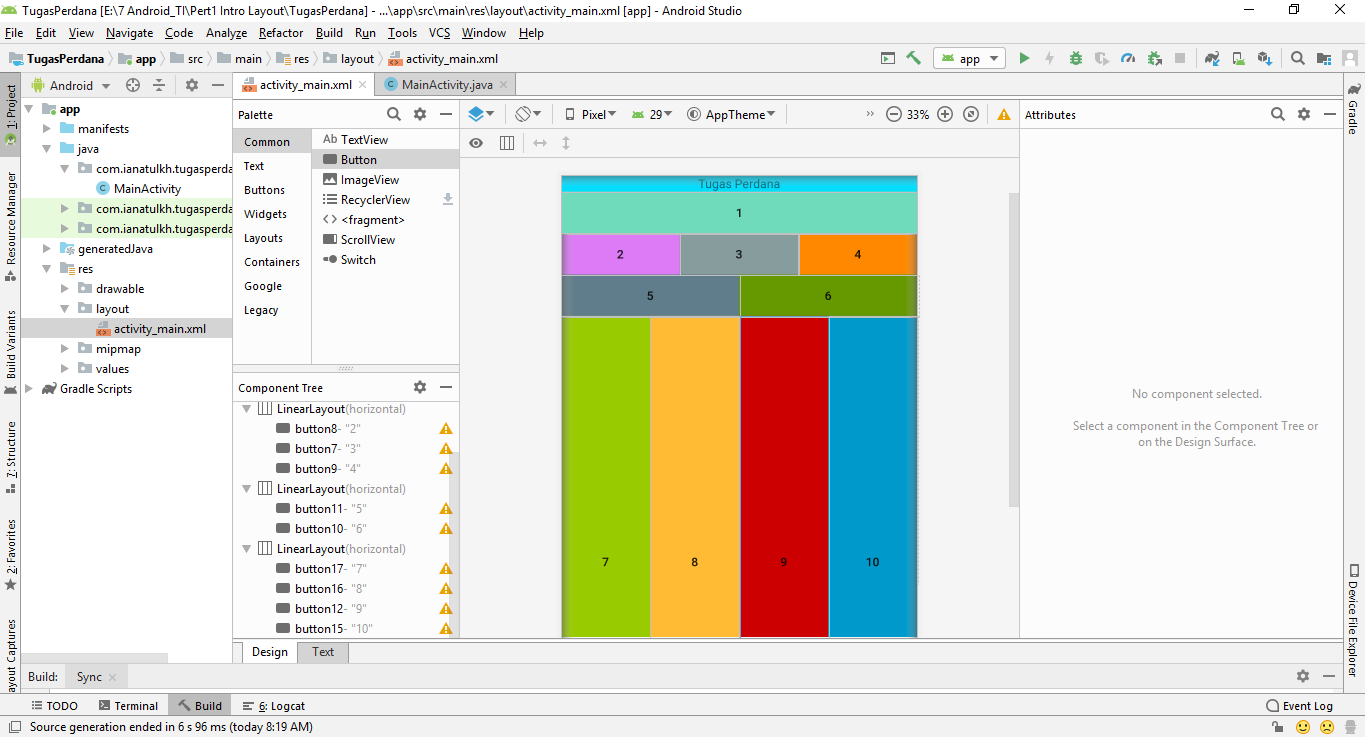 TugasPerdana [E:\7 Android_TI\Pert1 Intro Layout\TugasPerdana] - ...\app\src\main\res\layout\activity_main.xml [app] - Android Studio
File Edit View Navigate Code Analyze Refactor Build Run Tools VCS Window Help
TugasPerdana app src main res layout activity_main.xml app
1: Project
Resource Manager
Build Variants
7: Structure
2: Favorites
ayout Captures
Android
app
manifests
java
com.ianatulkh.tugasperda
MainActivity
com.ianatulkh.tugasperda
com.ianatulkh.tugasperda
generatedJava
res
drawable
layout
activity_main.xml
mipmap
values
Gradle Scripts
activity_main.xml MainActivity.java
Palette
Common
Text
Buttons
Widgets
Layouts
Containers
Google
Legacy
Ab TextView
Button
ImageView
RecyclerView
<> <fragment>
ScrollView
Switch
Component Tree
LinearLayout(horizontal)
button8- "2"
button7- "3"
button9- "4"
LinearLayout(horizontal)
button11- "5"
button10- "6"
LinearLayout(horizontal)
button17- "7"
button16- "8"
button12- "9"
button15- "10"
Pixel 29 AppTheme >> 33%
Tugas Perdana
1
2 3 4
5 6
7 8 9 10
Attributes
No component selected.
Select a component in the Component Tree or
on the Design Surface.
Gradle
Device File Explorer
Design Text
Build: Sync
TODO Terminal Build 6: Logcat Event Log
Source generation ended in 6 s 96 ms (today 8:19 AM)